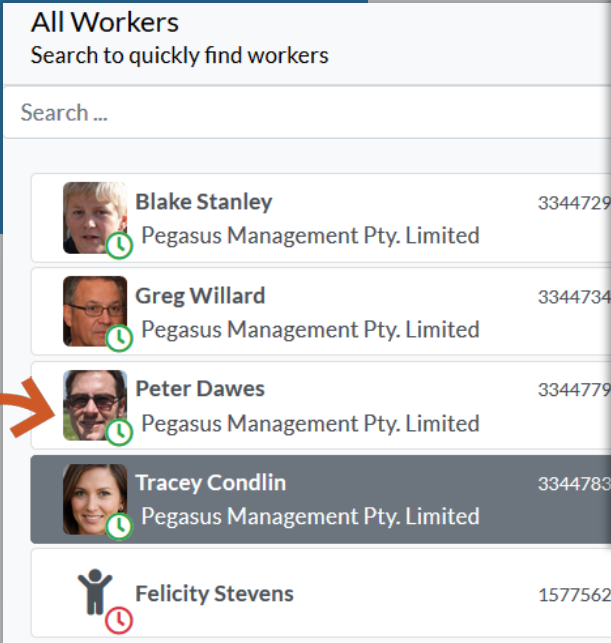 All Workers
Search to quickly find workers
Search ...
Blake Stanley 3344729
Pegasus Management Pty. Limited
Greg Willard 3344734
Pegasus Management Pty. Limited
Peter Dawes 3344779
Pegasus Management Pty. Limited
Tracey Condlin 3344783
Pegasus Management Pty. Limited
Felicity Stevens 1577562